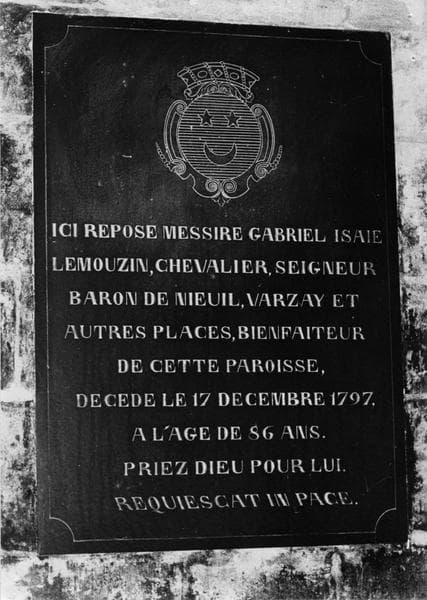 ICI REPOSE MESSIRE GABRIEL ISAIE
LEMOUZIN, CHEVALIER, SEIGNEUR
BARON DE NIEUIL, VARZAY ET
AUTRES PLACES, BIENFAITEUR
DE CETTE PAROISSE,
DECEDE LE 17 DECEMBRE 1797,
A L'AGE DE 86 ANS.
PRIEZ DIEU POUR LUI.
REQUIESCAT IN PACE.